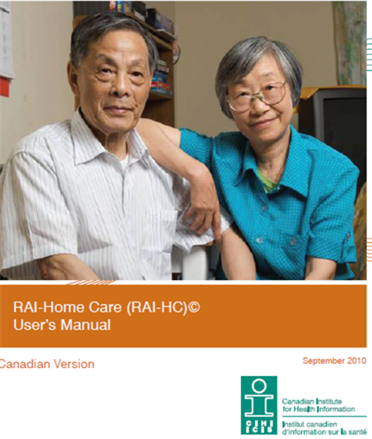 RAI-Home Care (RAI-HC)©
User's Manual
Canadian Version
September 2010
CIHI
ICIS
Canadian Institute
for Health Information
Institut canadien
d'information sur la santé